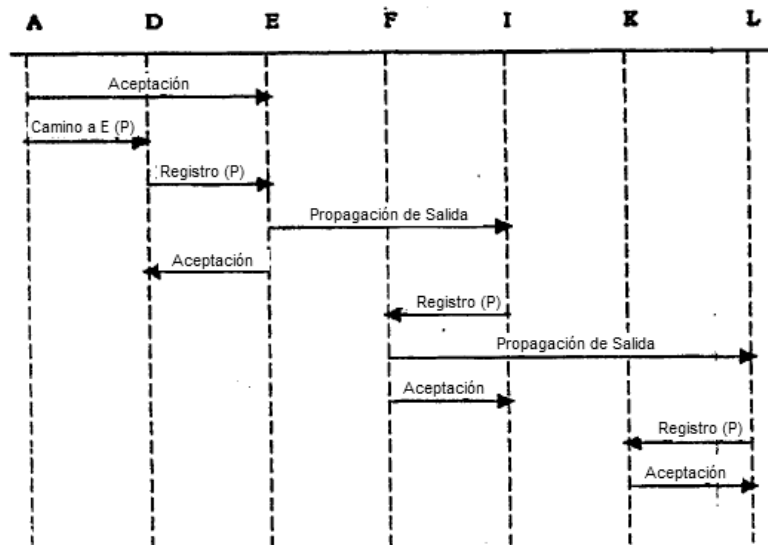 A D E F I K L
Aceptación
Camino a E (P)
Registro (P)
Propagación de Salida
Aceptación
Registro (P)
Propagación de Salida
Aceptación
Registro (P)
Aceptación